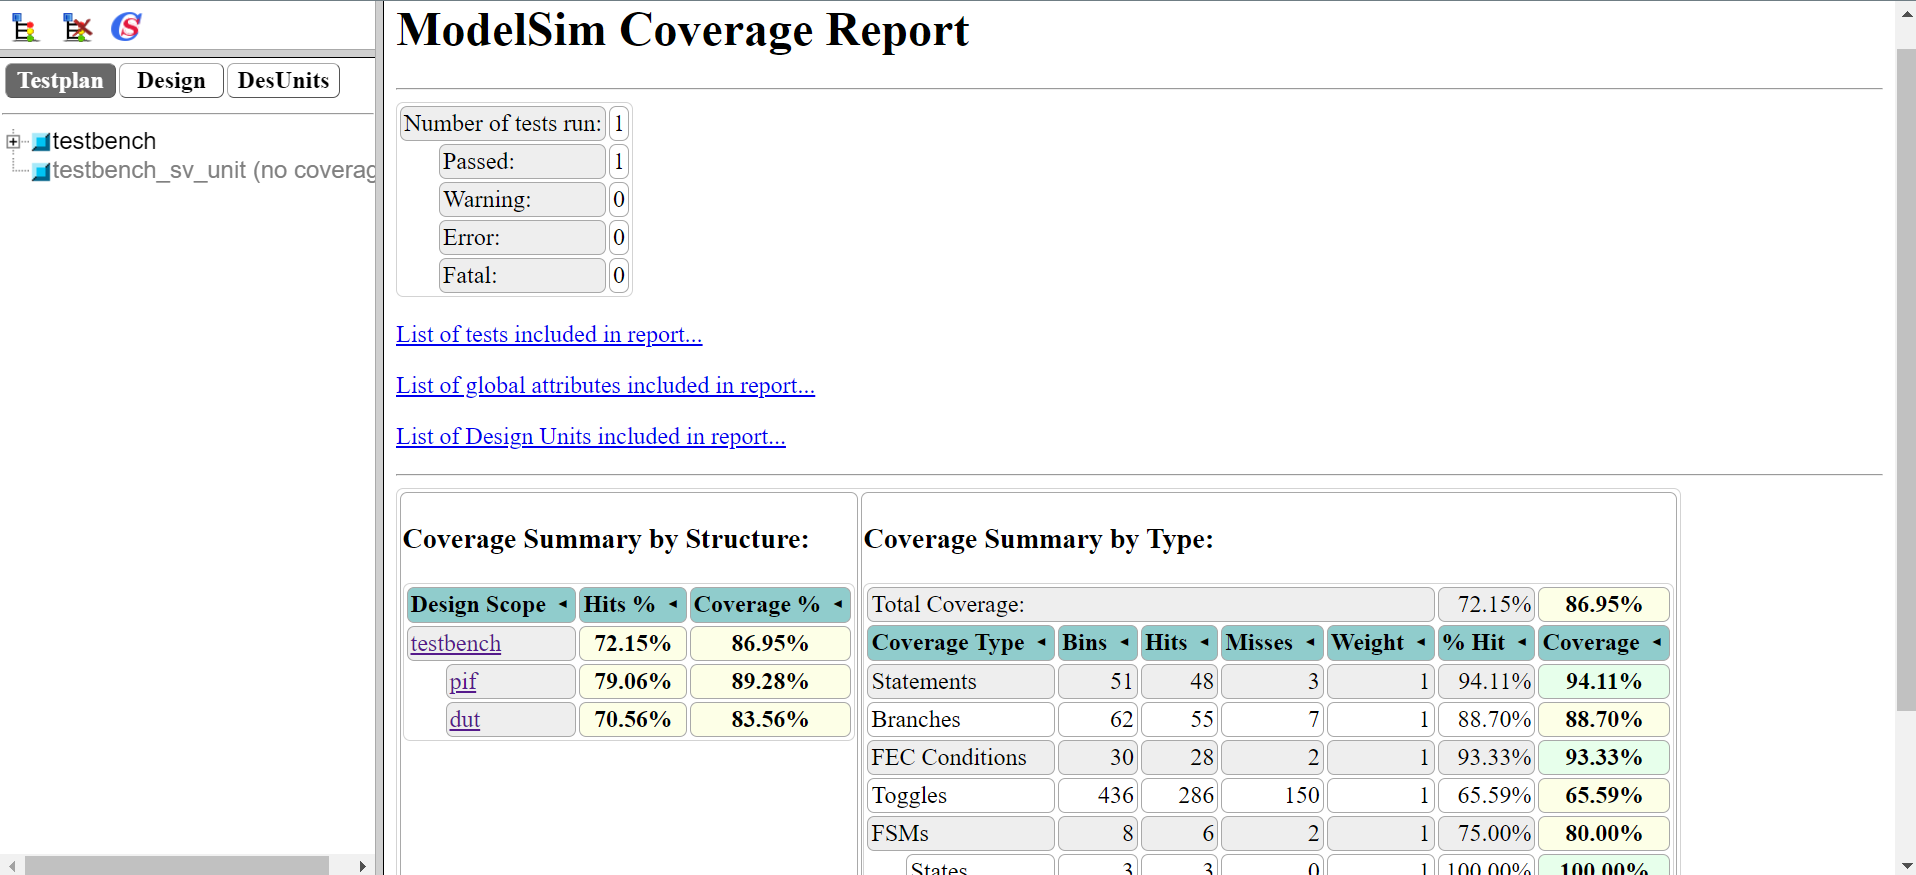 Testplan Design DesUnits
testbench
testbench_sv_unit (no coverag
ModelSim Coverage Report
Number of tests run: 1
Passed: 1
Warning: 0
Error: 0
Fatal: 0
List of tests included in report...
List of global attributes included in report...
List of Design Units included in report...
Coverage Summary by Structure:
Design Scope Hits % Coverage %
testbench 72.15% 86.95%
pif 79.06% 89.28%
dut 70.56% 83.56%
Coverage Summary by Type:
Total Coverage: 72.15% 86.95%
Coverage Type Bins Hits Misses Weight % Hit Coverage
Statements 51 48 3 1 94.11% 94.11%
Branches 62 55 7 1 88.70% 88.70%
FEC Conditions 30 28 2 1 93.33% 93.33%
Toggles 436 286 150 1 65.59% 65.59%
FSMs 8 6 2 1 75.00% 80.00%
States 3 3 0 1 100.00% 100.00%